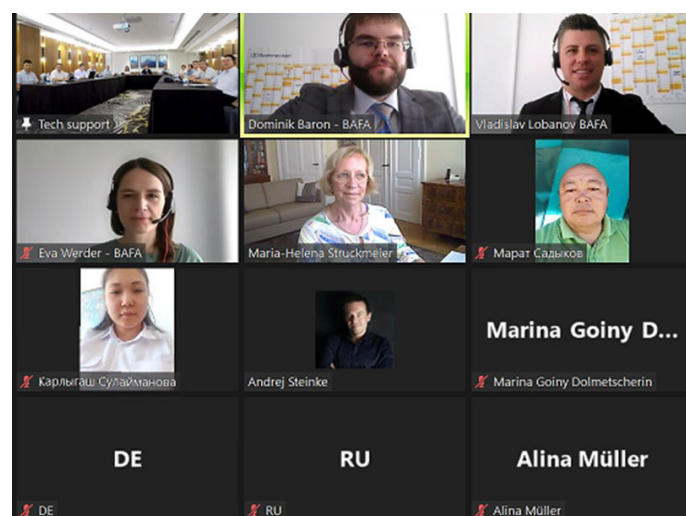 Tech support
Dominik Baron - BAFA
Vladislav Lobanov BAFA
Eva Werder - BAFA
Maria-Helena Struckmeier
Марат Садыков
Карлыгаш Сулайманова
Andrej Steinke
Marina Goiny D...
Marina Goiny Dolmetscherin
DE
DE
RU
RU
Alina Müller
Alina Müller